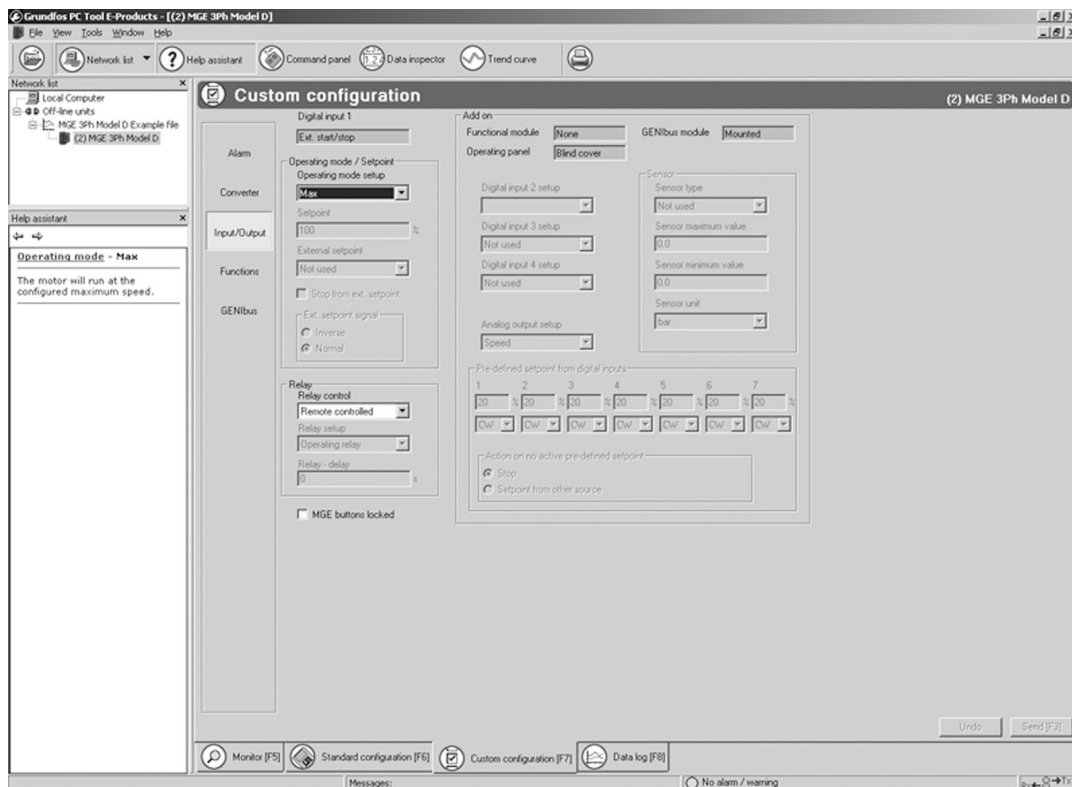 Grundfos PC Tool E-Products - [(2) MGE 3Ph Model D]
File View Tools Window Help
Network list Help assistant Command panel Data inspector Trend curve
Network list
Local Computer
Off-line units
MGE 3Ph Model D Example file
(2) MGE 3Ph Model D
Help assistant
Operating mode - Max
The motor will run at the
configured maximum speed.
Custom configuration
(2) MGE 3Ph Model D
Alarm
Converter
Input/Output
Functions
GENIbus
Digital input 1
Ext. start/stop
Operating mode / Setpoint
Operating mode setup
Max
Setpoint
100 %
External setpoint
Not used
Stop from ext. setpoint
Ext. setpoint signal
Inverse
Normal
Relay
Relay control
Remote controlled
Relay setup
Operating relay
Relay - delay
0 s
MGE buttons locked
Add on
Functional module None GENIbus module Mounted
Operating panel Blind cover
Digital input 2 setup
Digital input 3 setup
Not used
Digital input 4 setup
Not used
Analog output setup
Speed
Sensor
Sensor type
Not used
Sensor maximum value
0.0
Sensor minimum value
0.0
Sensor unit
bar
Pre-defined setpoint from digital inputs
1 2 3 4 5 6 7
20 % 20 % 20 % 20 % 20 % 20 % 20 %
CW CW CW CW CW CW CW
Action on no active pre-defined setpoint
Stop
Setpoint from other source
Undo Send [F3]
Monitor [F5] Standard configuration [F6] Custom configuration [F7] Data log [F8]
Messages: No alarm / warning
Tx